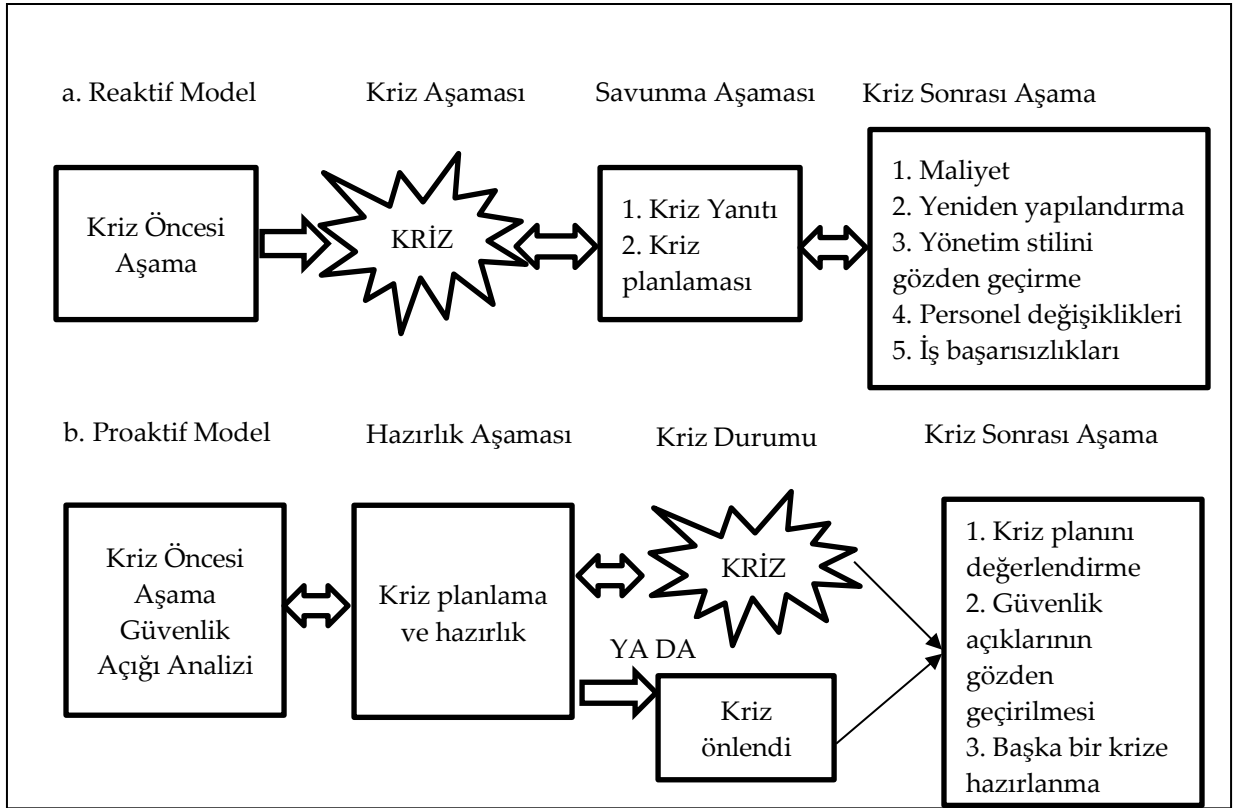 a. Reaktif Model
Kriz Aşaması
Savunma Aşaması
Kriz Sonrası Aşama
Kriz Öncesi
Aşama
KRİZ
1. Kriz Yanıtı
2. Kriz
planlaması
1. Maliyet
2. Yeniden yapılandırma
3. Yönetim stilini
gözden geçirme
4. Personel değişiklikleri
5. İş başarısızlıkları
b. Proaktif Model
Hazırlık Aşaması
Kriz Durumu
Kriz Sonrası Aşama
Kriz Öncesi
Aşama
Güvenlik
Açığı Analizi
Kriz planlama
ve hazırlık
KRİZ
YA DA
Kriz
önlendi
1. Kriz planını
değerlendirme
2. Güvenlik
açıklarının
gözden
geçirilmesi
3. Başka bir krize
hazırlanma